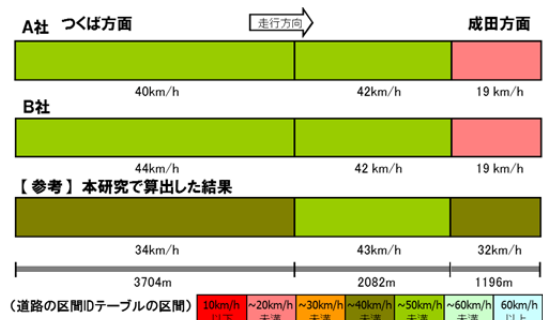 A社 つくば方面 走行方向 成田方面
40km/h 42km/h 19 km/h
B社
44km/h 42 km/h 19 km/h
【 参考 】 本研究で算出した結果
34km/h 43km/h 32km/h
3704m 2082m 1196m
(道路の区間IDテーブルの区間) 10km/h ~20km/h ~30km/h ~40km/h ~50km/h ~60km/h 60km/h
以下 未満 未満 未満 未満 未満 以上